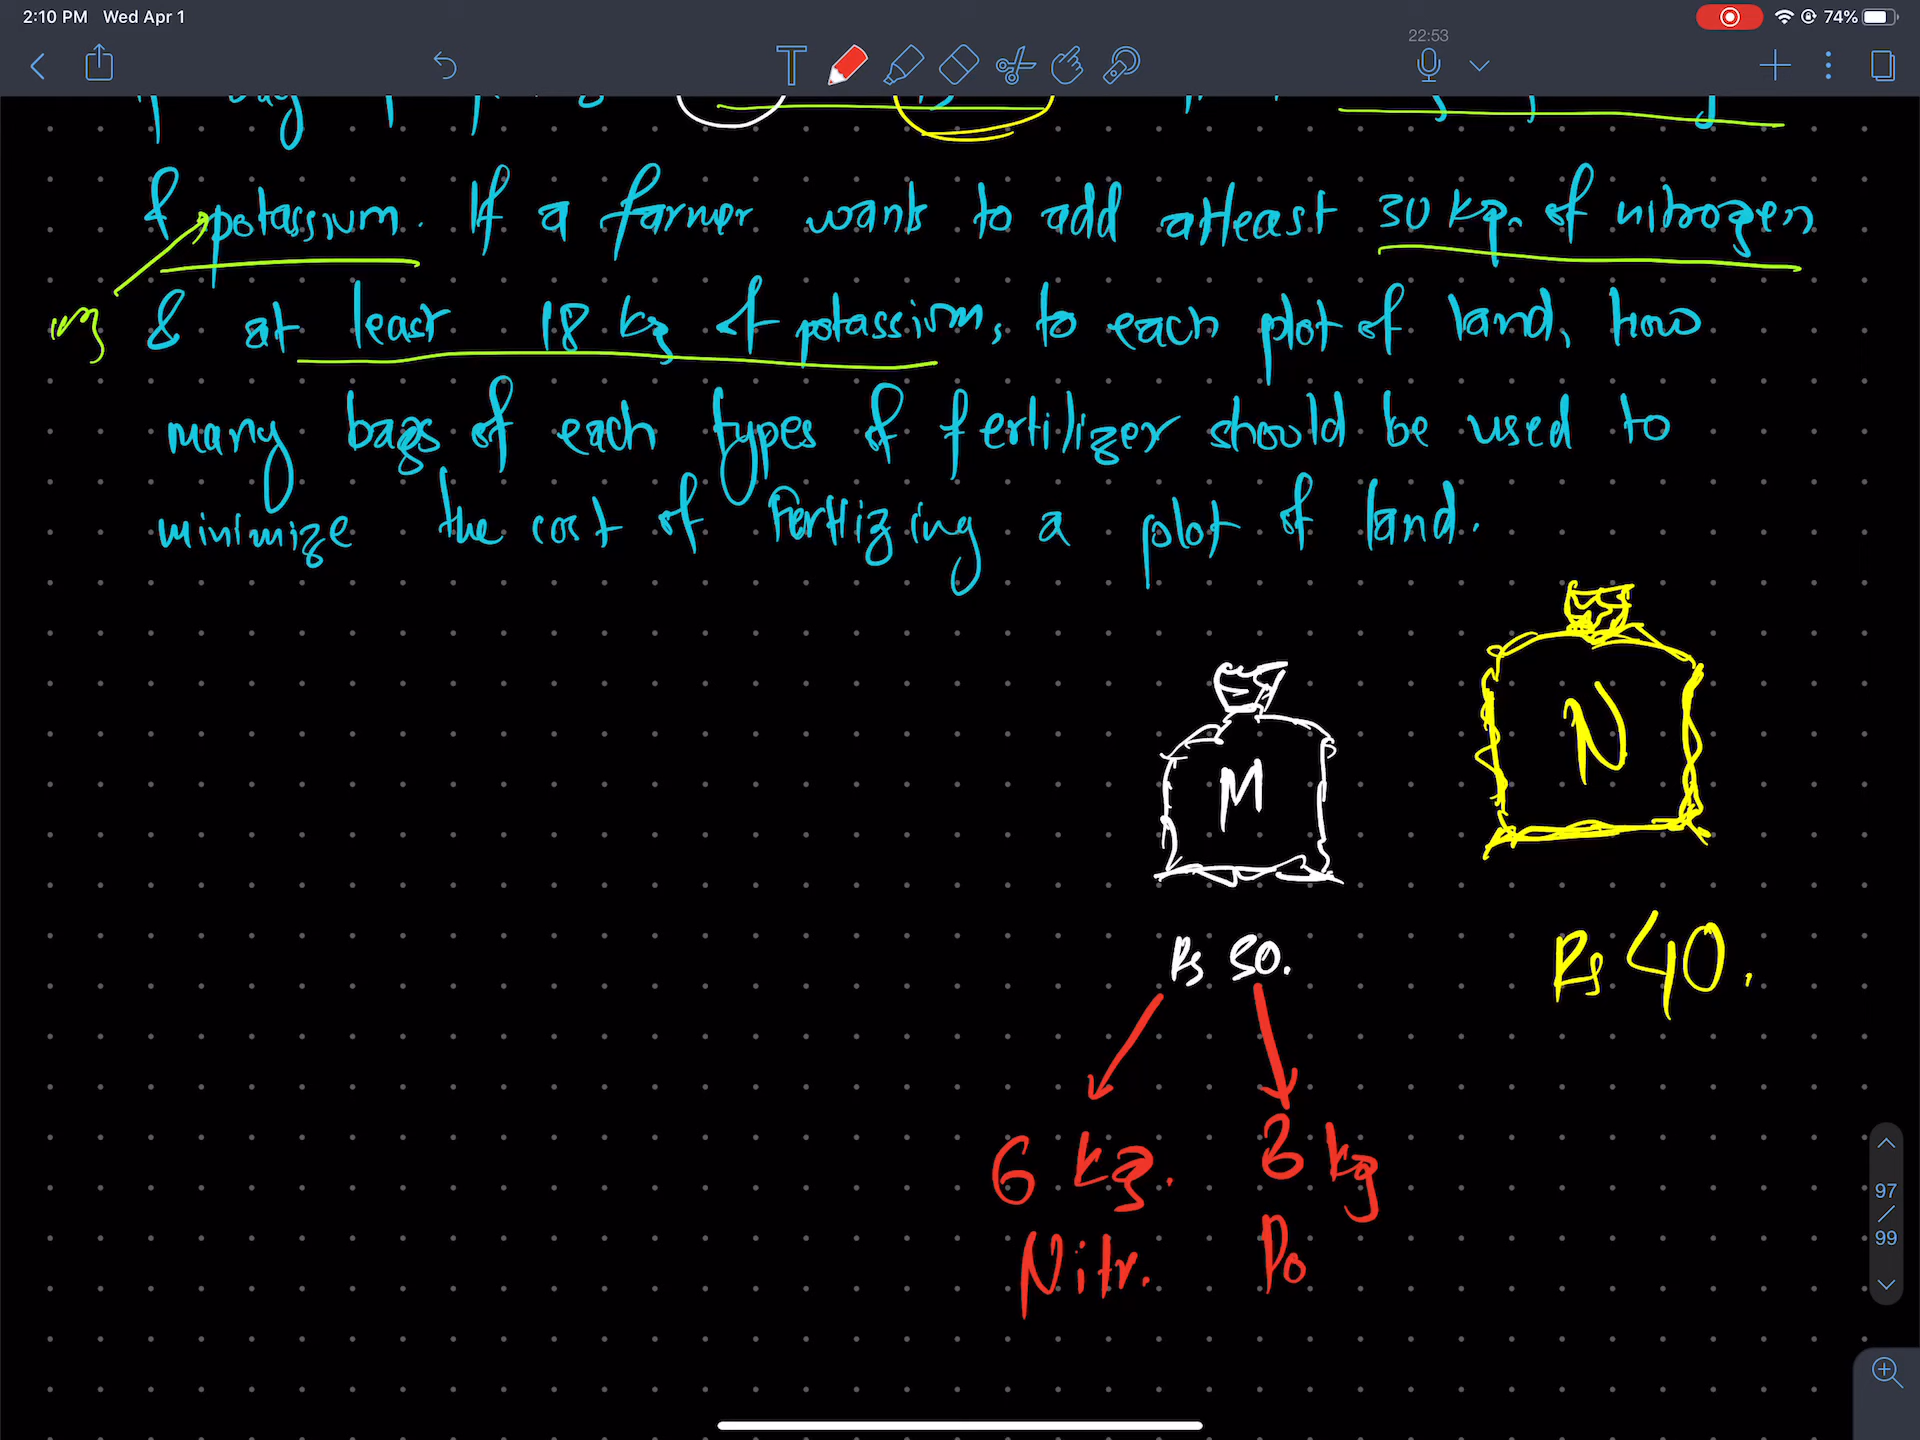 2:10 PM Wed Apr 1
74%
22:53
& potassium. If a farmer wants to add atleast 30 kg. of nitrogen
& at least 18 kg of potassium, to each plot of land, how
many bags of each types of fertilizer should be used to
minimize the cost of Fertlizing a plot of land.
M
N
Rs 50.
Rs 40.
6 kg. 3 kg
Nitr. Po
97
/
99